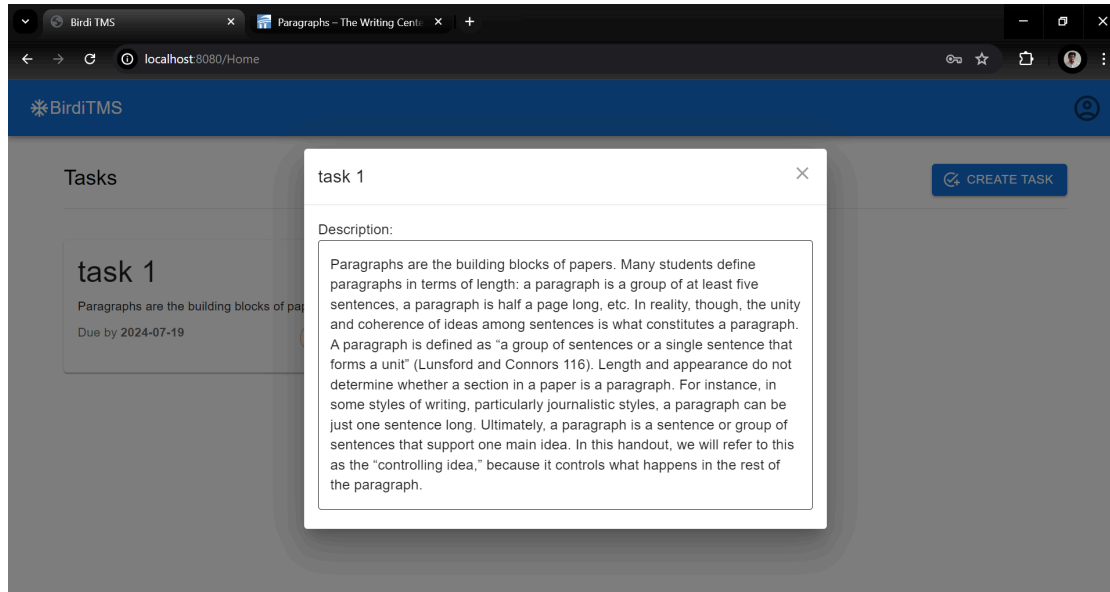 Birdi TMS
Paragraphs – The Writing Cente
localhost:8080/Home
BirdiTMS
Tasks
CREATE TASK
task 1
Paragraphs are the building blocks of pap
Due by 2024-07-19
task 1
Description:
Paragraphs are the building blocks of papers. Many students define
paragraphs in terms of length: a paragraph is a group of at least five
sentences, a paragraph is half a page long, etc. In reality, though, the unity
and coherence of ideas among sentences is what constitutes a paragraph.
A paragraph is defined as “a group of sentences or a single sentence that
forms a unit” (Lunsford and Connors 116). Length and appearance do not
determine whether a section in a paper is a paragraph. For instance, in
some styles of writing, particularly journalistic styles, a paragraph can be
just one sentence long. Ultimately, a paragraph is a sentence or group of
sentences that support one main idea. In this handout, we will refer to this
as the “controlling idea,” because it controls what happens in the rest of
the paragraph.